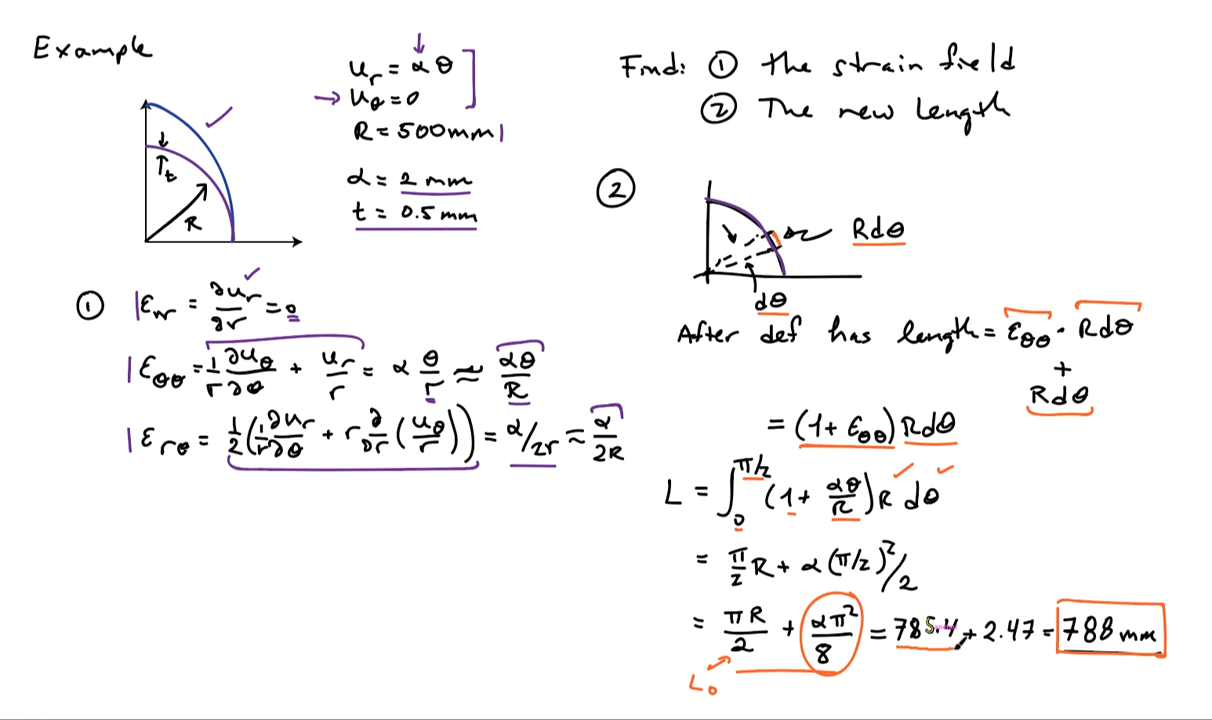 Example
u_r = αθ
→ u_θ = 0
R = 500mm
α = 2 mm
t = 0.5 mm
t
R
Find: ① the strain field
② The new length
① ε_rr = ∂u_r/∂r = 0
ε_θθ = 1/r ∂u_θ/∂θ + u_r/r = α θ/r ≈ αθ/R
ε_rθ = 1/2 (1/r ∂u_r/∂θ + r ∂/∂r (u_θ/r)) = α/2r ≈ α/2R
②
Rdθ
dθ
After def has length = ε_θθ · Rdθ
+
Rdθ
= (1 + ε_θθ) Rdθ
L = ∫_0^{π/2} (1 + αθ/R) R dθ
= π/2 R + α (π/2)²/2
= πR/2 + απ²/8 = 785.4 + 2.47 = 788 mm
L₀